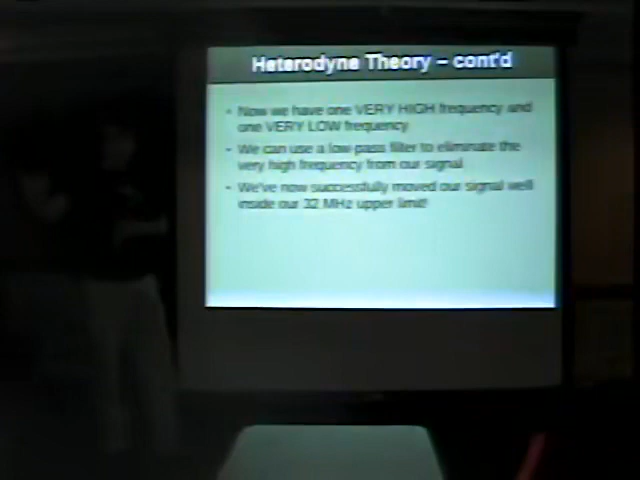 Heterodyne Theory – cont'd
- Now we have one VERY HIGH frequency and
one VERY LOW frequency
- We can use a low pass filter to eliminate the
very high frequency from our signal
- We've now successfully moved our signal well
inside our 32 MHz upper limit!